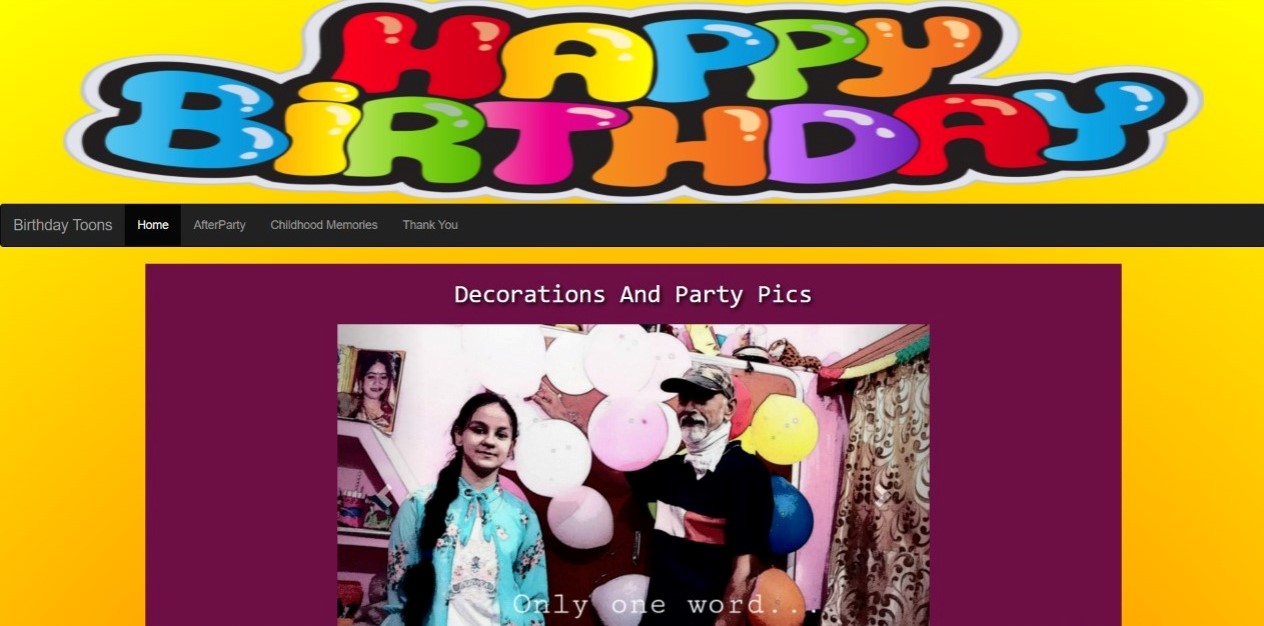 HAPPY
BiRTHDAY
Birthday Toons Home AfterParty Childhood Memories Thank You
Decorations And Party Pics
Only one word...